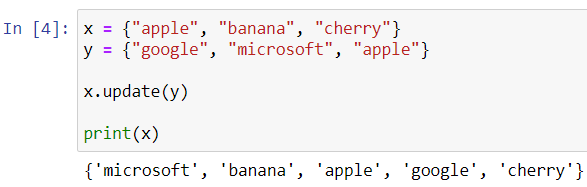 In [4]: x = {"apple", "banana", "cherry"}
y = {"google", "microsoft", "apple"}
x.update(y)
print(x)
{'microsoft', 'banana', 'apple', 'google', 'cherry'}